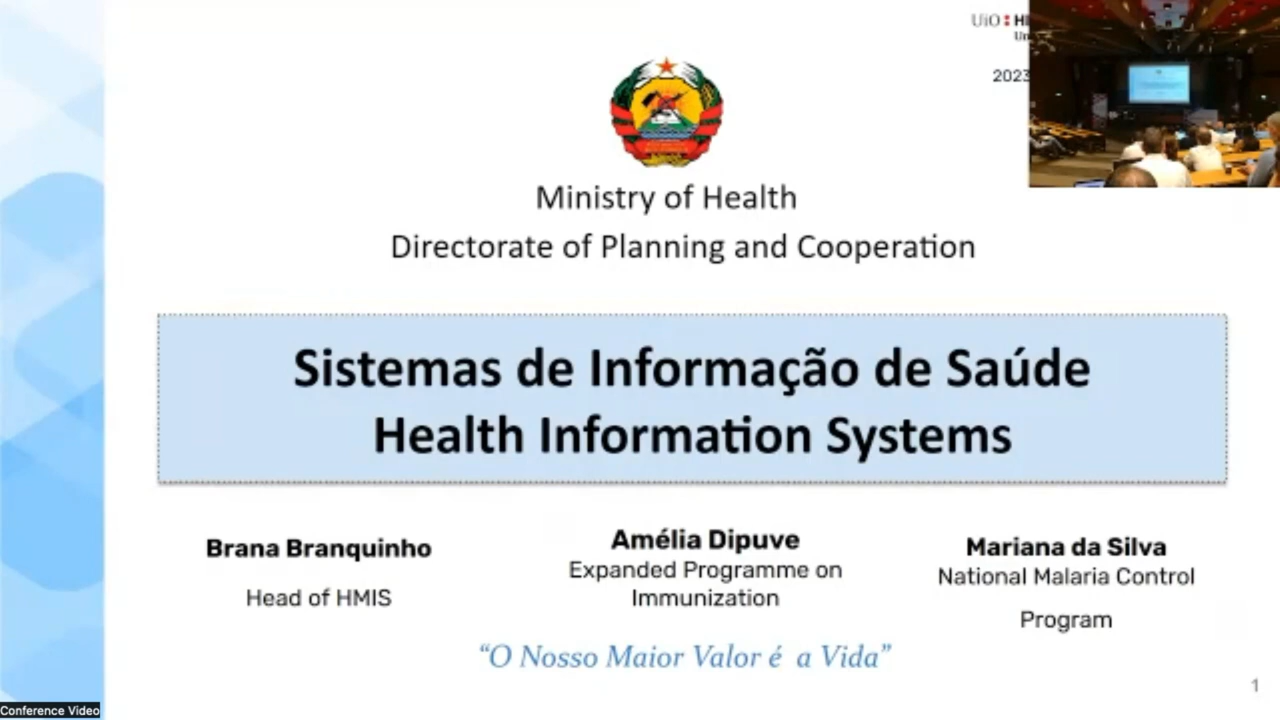 UiO
2023
Ministry of Health
Directorate of Planning and Cooperation
Sistemas de Informação de Saúde
Health Information Systems
Brana Branquinho
Head of HMIS
Amélia Dipuve
Expanded Programme on
Immunization
Mariana da Silva
National Malaria Control
Program
“O Nosso Maior Valor é a Vida”
1
Conference Video